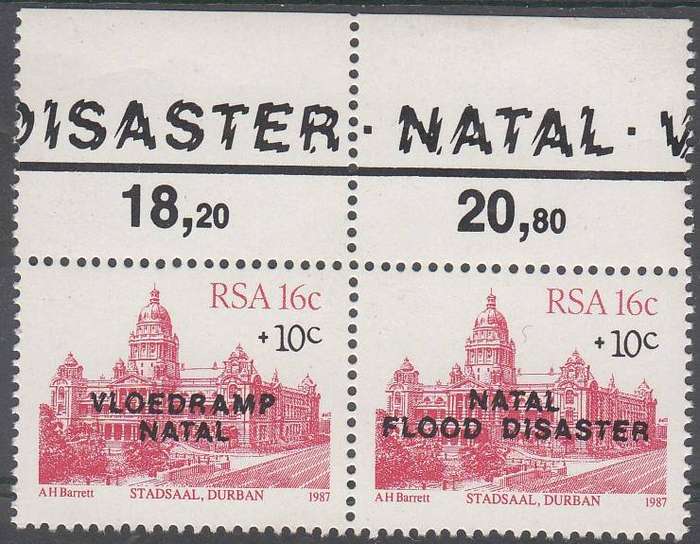 DISASTER · NATAL ·
18,20
20,80
RSA 16c
+10c
VLOEDRAMP
NATAL
A H Barrett STADSAAL, DURBAN 1987
RSA 16c
+10c
NATAL
FLOOD DISASTER
A H Barrett STADSAAL, DURBAN 1987